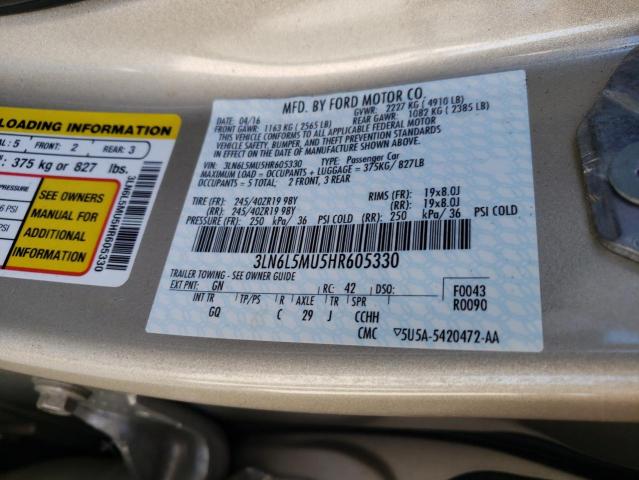 LOADING INFORMATION
: 5 FRONT: 2 REAR: 3
: 375 kg or 827 lbs.
PRESSURE
PSI
PSI
SEE OWNERS
MANUAL FOR
ADDITIONAL
INFORMATION
3LN6L5MU5HR605330
MFD. BY FORD MOTOR CO.
04/16 GVWR: 2227 KG ( 4910 LB)
FRONT GAWR: 1163 KG ( 2565 LB) REAR GAWR: 1082 KG ( 2385 LB)
THIS VEHICLE CONFORMS TO ALL APPLICABLE FEDERAL MOTOR
VEHICLE SAFETY, BUMPER, AND THEFT PREVENTION STANDARDS IN
EFFECT ON THE DATE OF MANUFACTURE SHOWN ABOVE.
VEHICLE IDENTIFICATION: 3LN6L5MU5HR605330 TYPE: Passenger Car
MAXIMUM LOAD = OCCUPANTS + LUGGAGE = 375KG/ 827LB
OCCUPANTS = 5 TOTAL: 2 FRONT, 3 REAR
TIRE (FR): 245/40ZR19 98Y RIMS (FR): 19x8.0J
(RR): 245/40ZR19 98Y (RR): 19x8.0J
PRESSURE (FR): 250 kPa/ 36 PSI COLD (RR): 250 kPa/ 36 PSI COLD
3LN6L5MU5HR605330
TRAILER TOWING - SEE OWNER GUIDE
EXT PNT: GN RC: 42 DSO: F0043
INT TR TP/PS R AXLE TR SPR R0090
GQ C 29 J CCHH
CMC 5U5A-5420472-AA